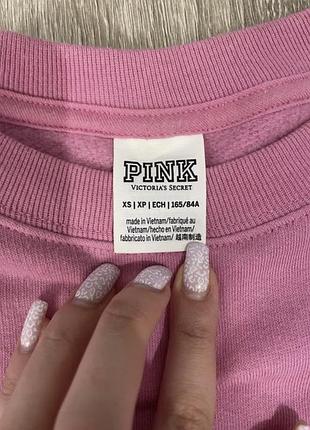 PINK
VICTORIA'S SECRET
XS | XP | ECH | 165/84A
made in Vietnam/fabriqué au
Vietnam/hecho en Vietnam/
fabbricato in Vietnam/越南制造